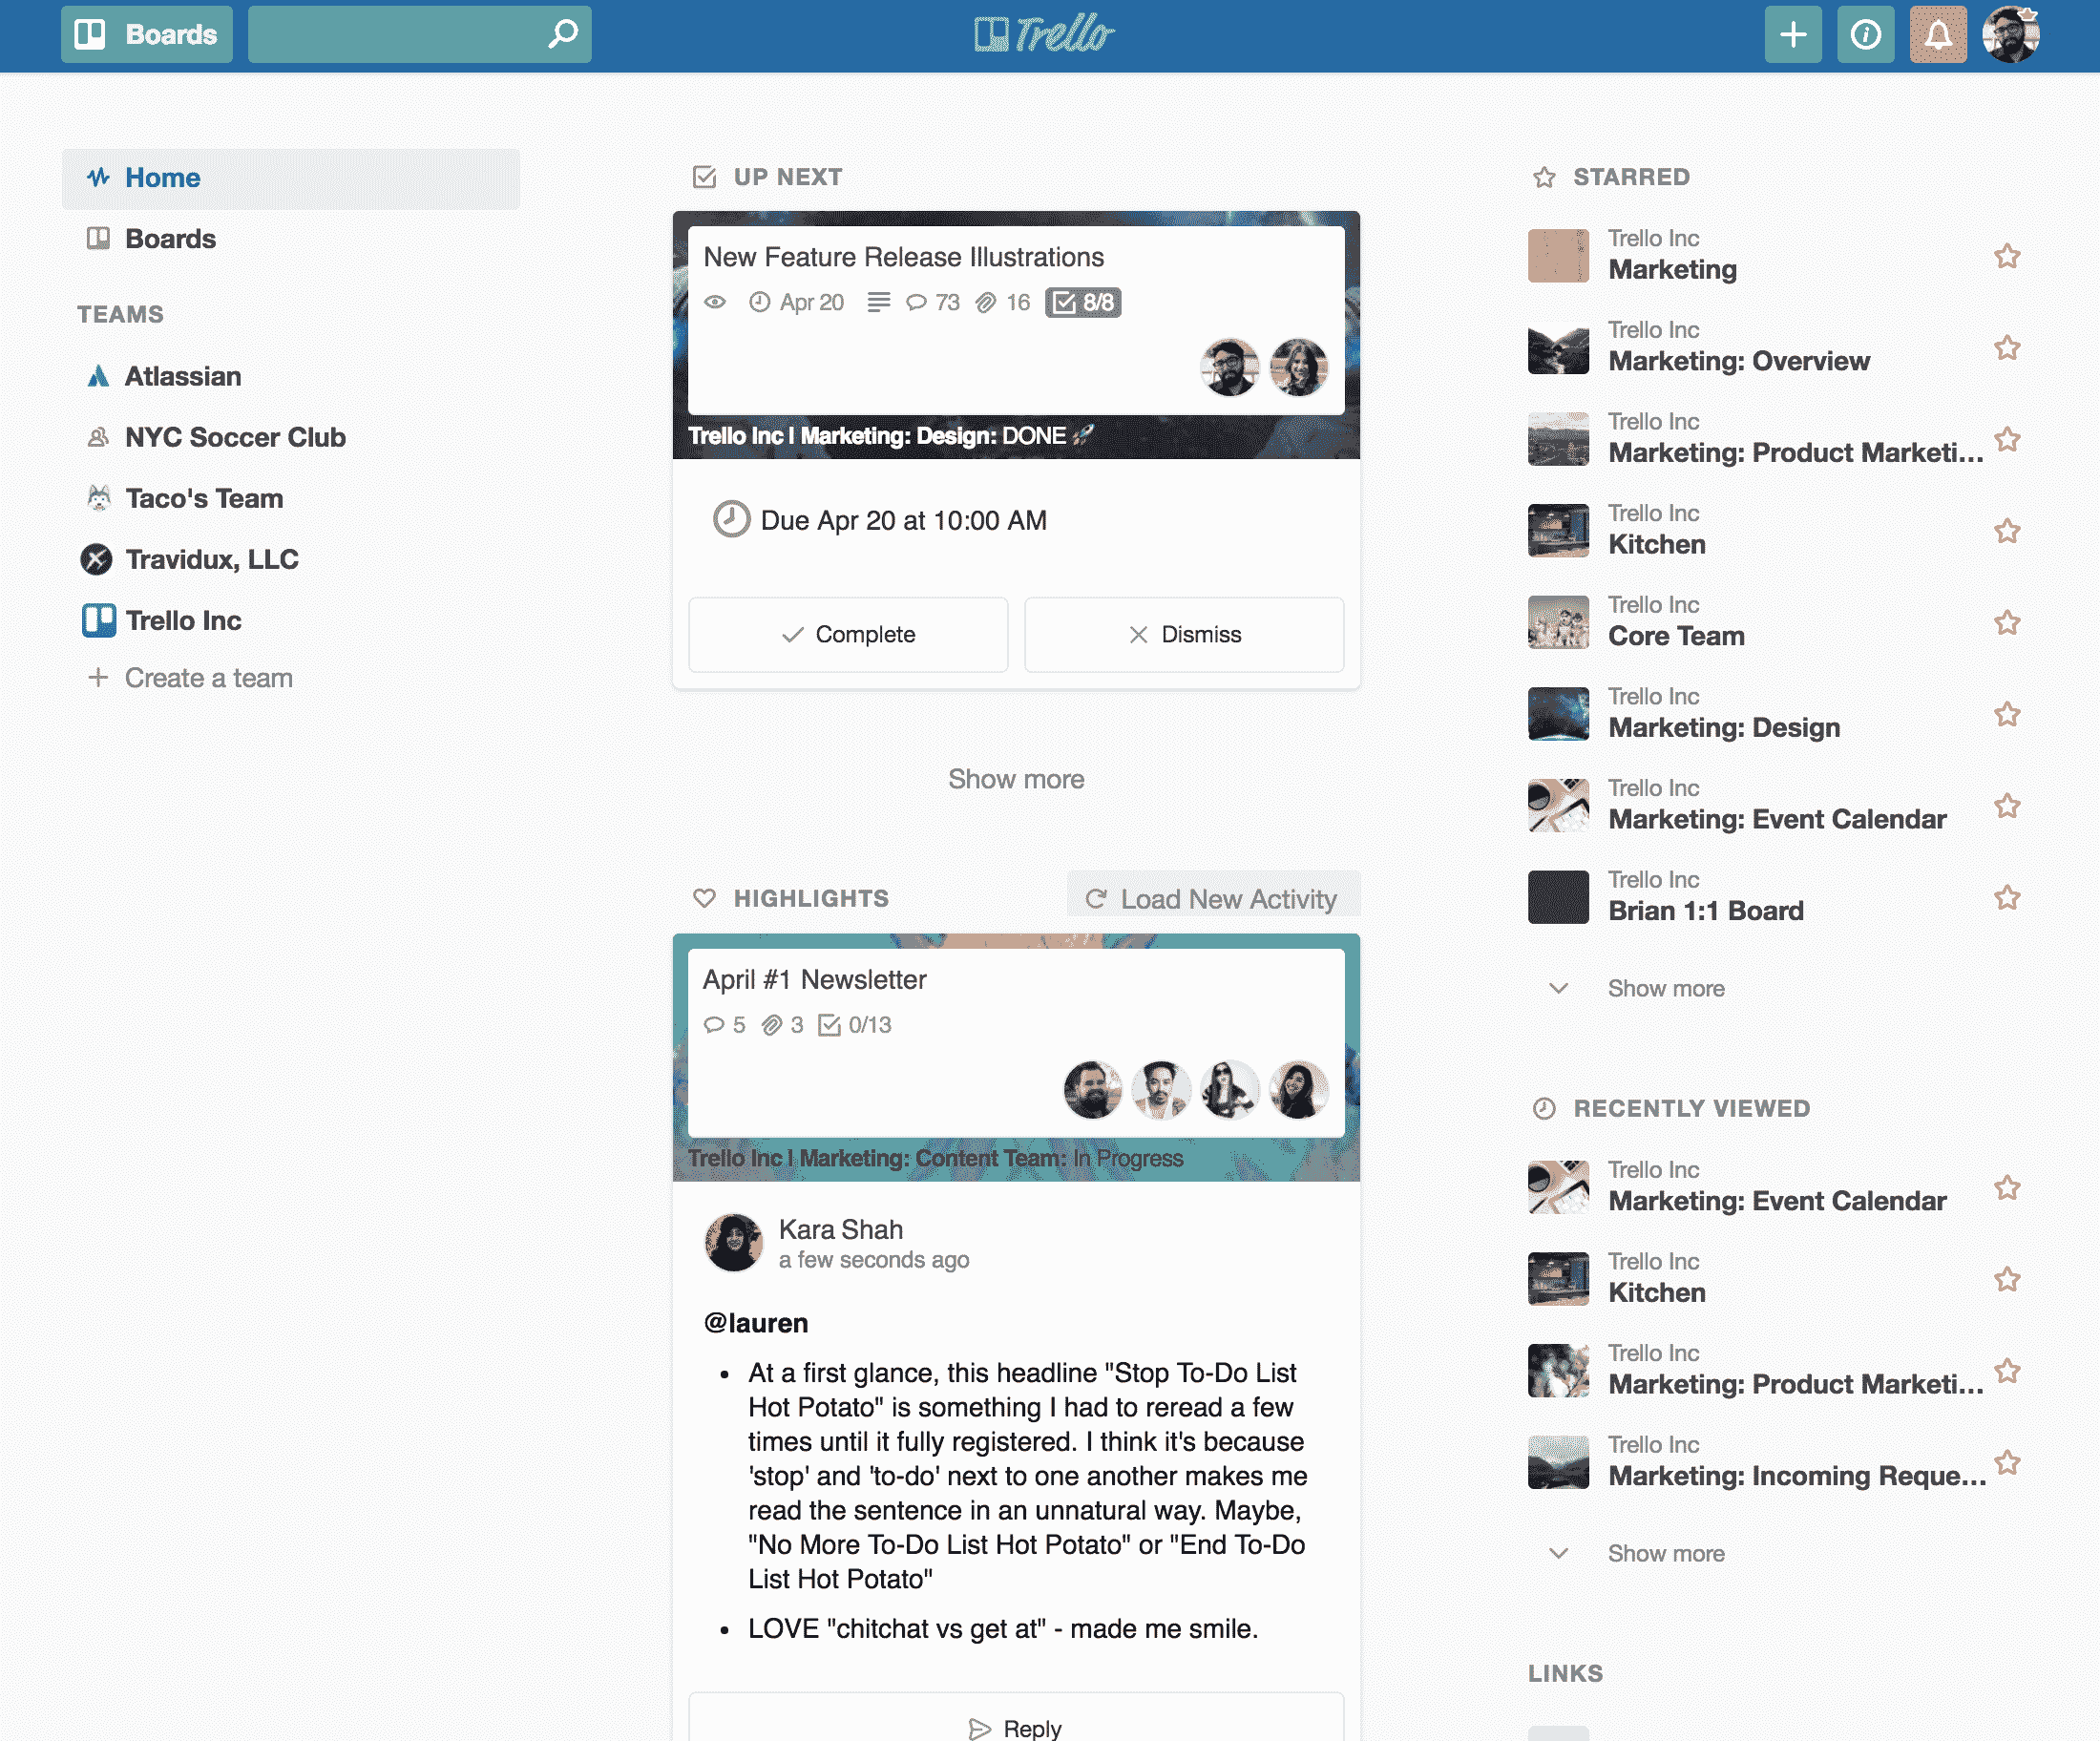 Boards
Trello
Home
Boards
TEAMS
Atlassian
NYC Soccer Club
Taco's Team
Travidux, LLC
Trello Inc
Create a team
UP NEXT
New Feature Release Illustrations
Apr 20 73 16 8/8
Trello Inc | Marketing: Design: DONE 🚀
Due Apr 20 at 10:00 AM
Complete
Dismiss
Show more
HIGHLIGHTS
Load New Activity
April #1 Newsletter
5 3 0/13
Trello Inc | Marketing: Content Team: In Progress
Kara Shah
a few seconds ago
@lauren
• At a first glance, this headline "Stop To-Do List
Hot Potato" is something I had to reread a few
times until it fully registered. I think it's because
'stop' and 'to-do' next to one another makes me
read the sentence in an unnatural way. Maybe,
"No More To-Do List Hot Potato" or "End To-Do
List Hot Potato"
• LOVE "chitchat vs get at" - made me smile.
Reply
STARRED
Trello Inc
Marketing
Trello Inc
Marketing: Overview
Trello Inc
Marketing: Product Marketi...
Trello Inc
Kitchen
Trello Inc
Core Team
Trello Inc
Marketing: Design
Trello Inc
Marketing: Event Calendar
Trello Inc
Brian 1:1 Board
Show more
RECENTLY VIEWED
Trello Inc
Marketing: Event Calendar
Trello Inc
Kitchen
Trello Inc
Marketing: Product Marketi...
Trello Inc
Marketing: Incoming Reque...
Show more
LINKS